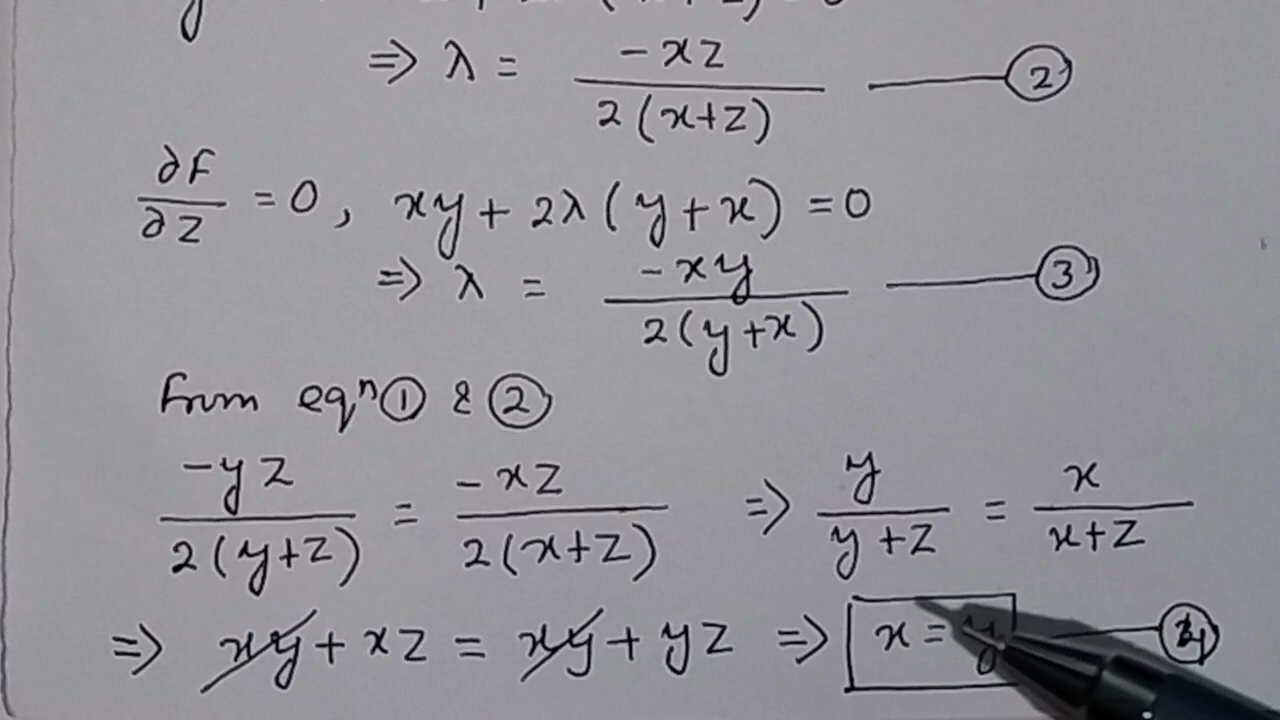 ⇒ λ = -xz / 2(x+z) ——— ②
∂F/∂z = 0, xy + 2λ(y+x) = 0
⇒ λ = -xy / 2(y+x) ——— ③
From eqⁿ ① & ②
-yz / 2(y+z) = -xz / 2(x+z) ⇒ y / y+z = x / x+z
⇒ xy + xz = xy + yz ⇒ x = y ——— ④